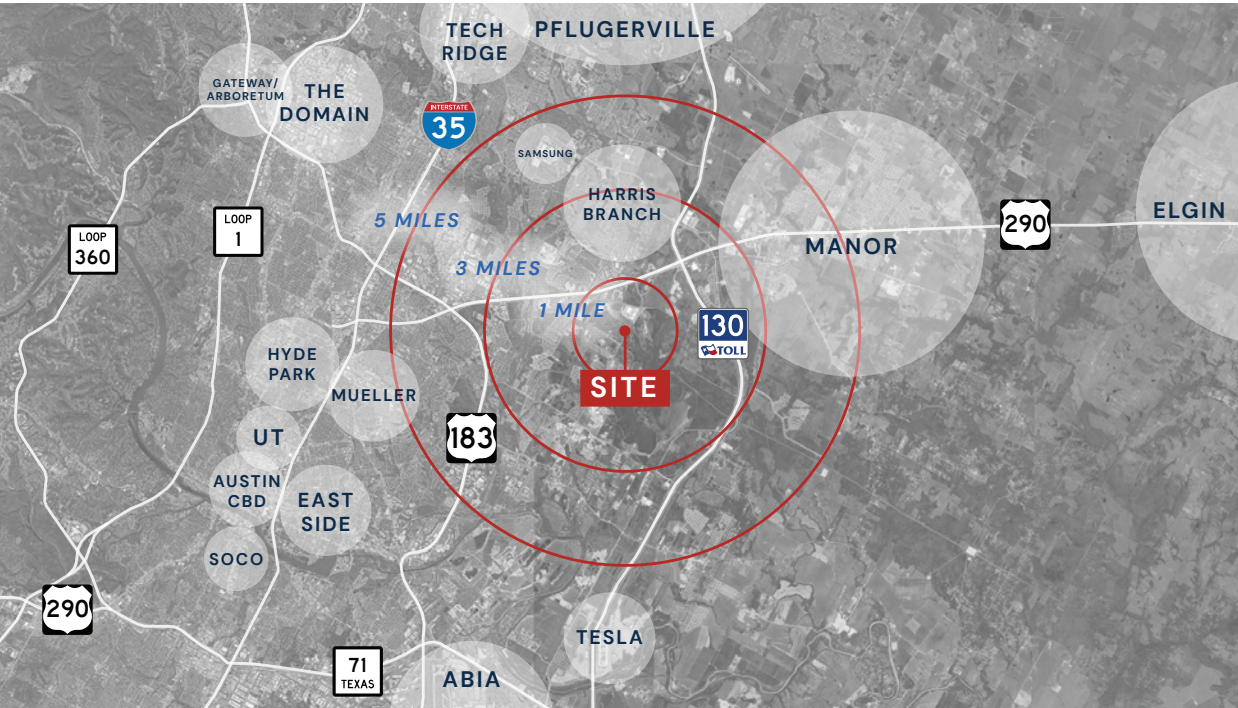 TECH
RIDGE
PFLUGERVILLE
GATEWAY/
ARBORETUM
THE
DOMAIN
INTERSTATE
35
SAMSUNG
HARRIS
BRANCH
5 MILES
LOOP
1
LOOP
360
ELGIN
290
MANOR
3 MILES
1 MILE
130
TOLL
SITE
HYDE
PARK
MUELLER
UT
183
AUSTIN
CBD
EAST
SIDE
SOCO
290
TESLA
71
TEXAS
ABIA